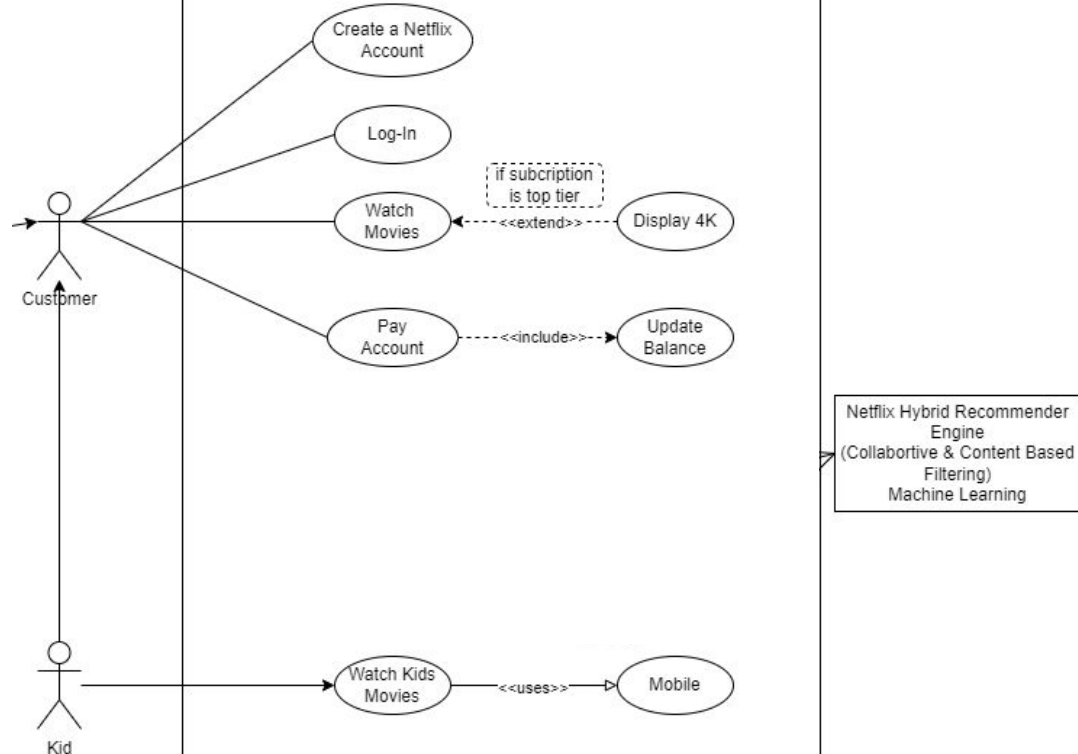 Create a Netflix
Account
Log-In
if subcription
is top tier
Watch
Movies
<<extend>>
Display 4K
Customer
Pay
Account
<<include>>
Update
Balance
Netflix Hybrid Recommender
Engine
(Collabortive & Content Based
Filtering)
Machine Learning
Watch Kids
Movies
<<uses>>
Mobile
Kid